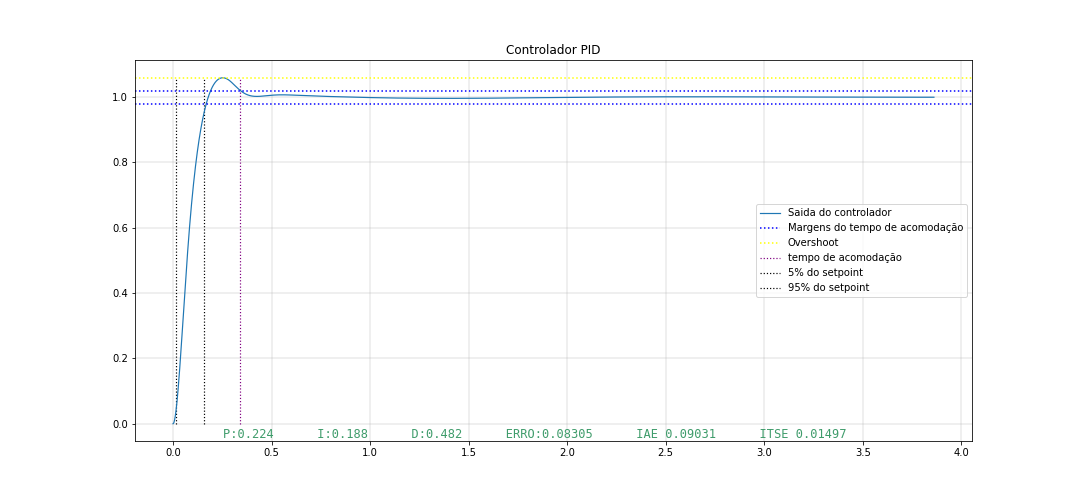 Controlador PID
1.0
0.8
0.6
0.4
0.2
0.0
Saida do controlador
Margens do tempo de acomodação
Overshoot
tempo de acomodação
5% do setpoint
95% do setpoint
P:0.224 I:0.188 D:0.482 ERRO:0.08305 IAE 0.09031 ITSE 0.01497
0.0 0.5 1.0 1.5 2.0 2.5 3.0 3.5 4.0